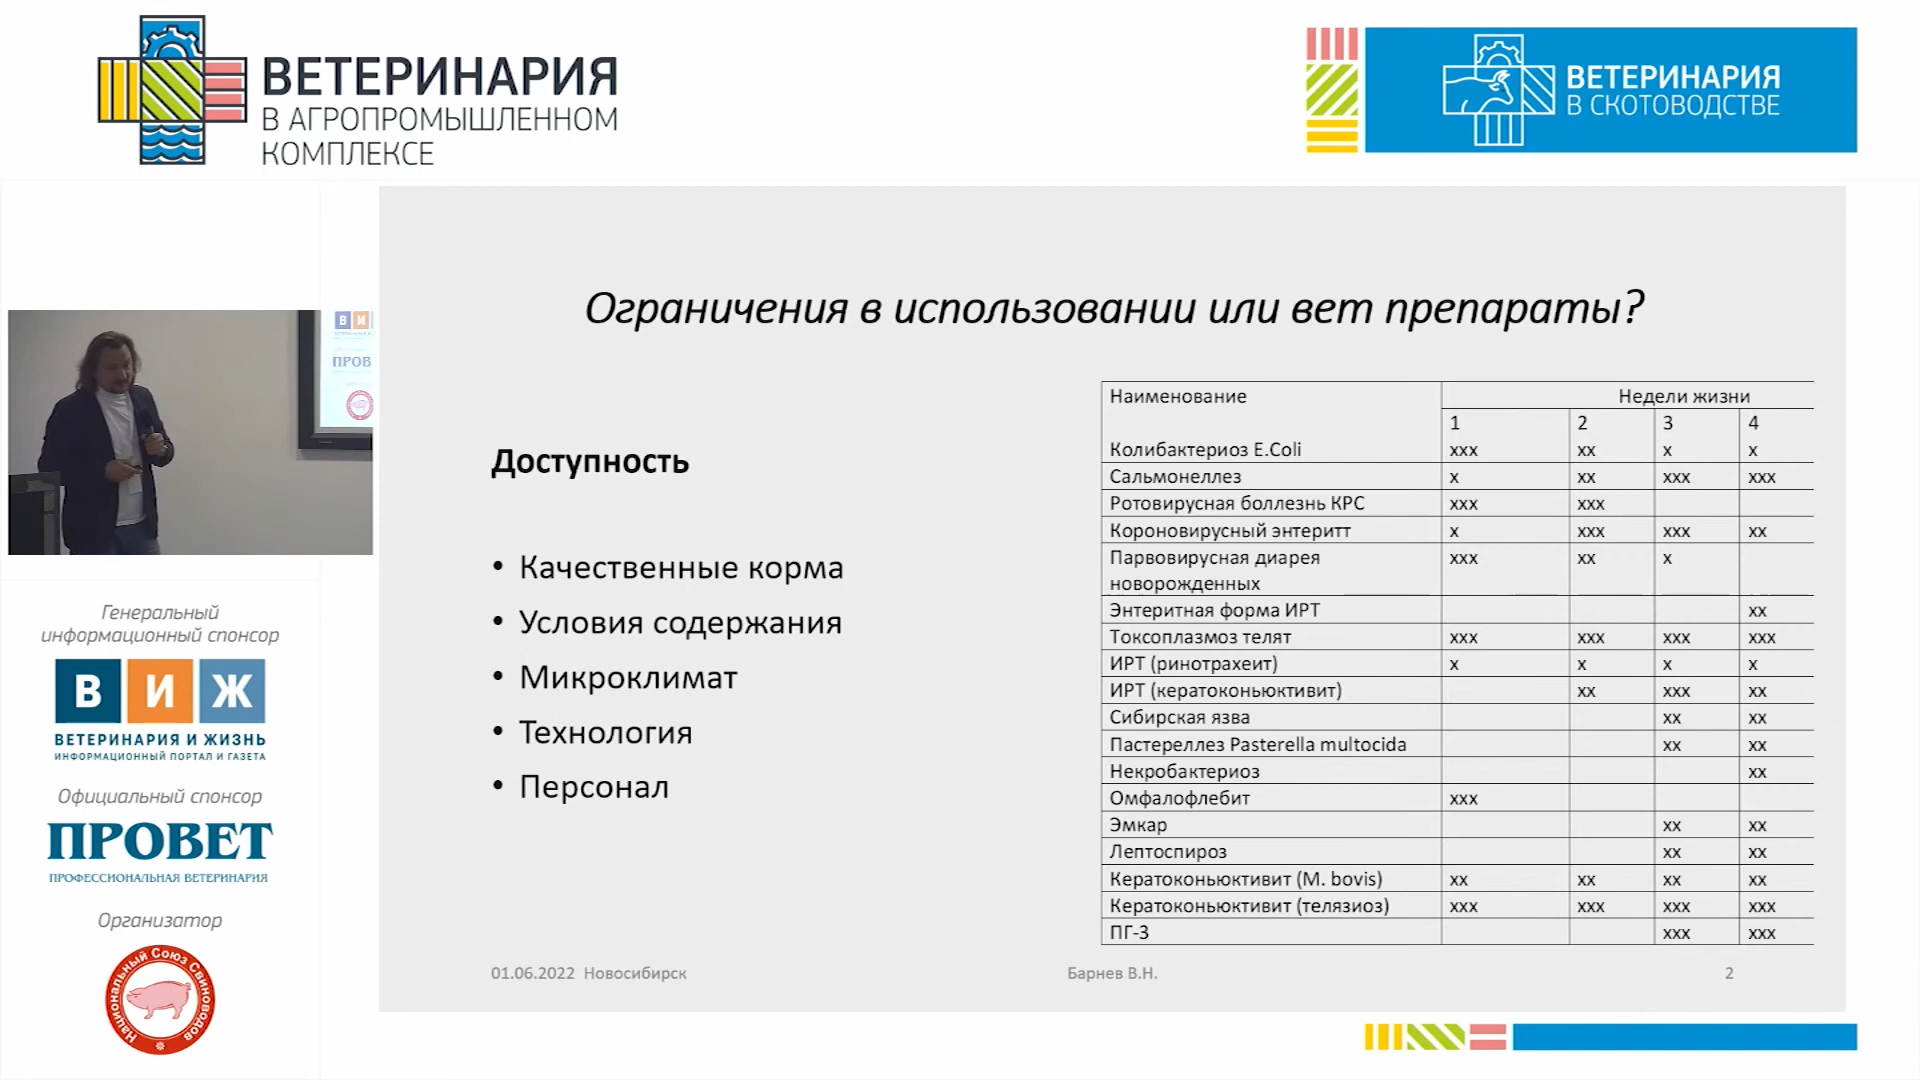 ВЕТЕРИНАРИЯ
В АГРОПРОМЫШЛЕННОМ
КОМПЛЕКСЕ
ВЕТЕРИНАРИЯ
В СКОТОВОДСТВЕ
В И
ПРОВ
Генеральный
информационный спонсор
В И Ж
ВЕТЕРИНАРИЯ И ЖИЗНЬ
ИНФОРМАЦИОННЫЙ ПОРТАЛ И ГАЗЕТА
Официальный спонсор
ПРОВЕТ
ПРОФЕССИОНАЛЬНАЯ ВЕТЕРИНАРИЯ
Организатор
Национальный Союз Свиноводов
Ограничения в использовании или вет препараты?
Доступность
• Качественные корма
• Условия содержания
• Микроклимат
• Технология
• Персонал
Наименование Недели жизни
1 2 3 4
Колибактериоз E.Coli xxx xx x x
Сальмонеллез x xx xxx xxx
Ротовирусная боллезнь КРС xxx xxx
Короновирусный энтеритт x xxx xxx xx
Парвовирусная диарея xxx xx x
новорожденных
Энтеритная форма ИРТ xx
Токсоплазмоз телят xxx xxx xxx xxx
ИРТ (ринотрахеит) x x x x
ИРТ (кератоконьюктивит) xx xxx xx
Сибирская язва xx xx
Пастереллез Pasterella multocida xx xx
Некробактериоз xx
Омфалофлебит xxx
Эмкар xx xx
Лептоспироз xx xx
Кератоконьюктивит (M. bovis) xx xx xx xx
Кератоконьюктивит (телязиоз) xxx xxx xxx xxx
ПГ-3 xxx xxx
01.06.2022 Новосибирск Барнев В.Н. 2